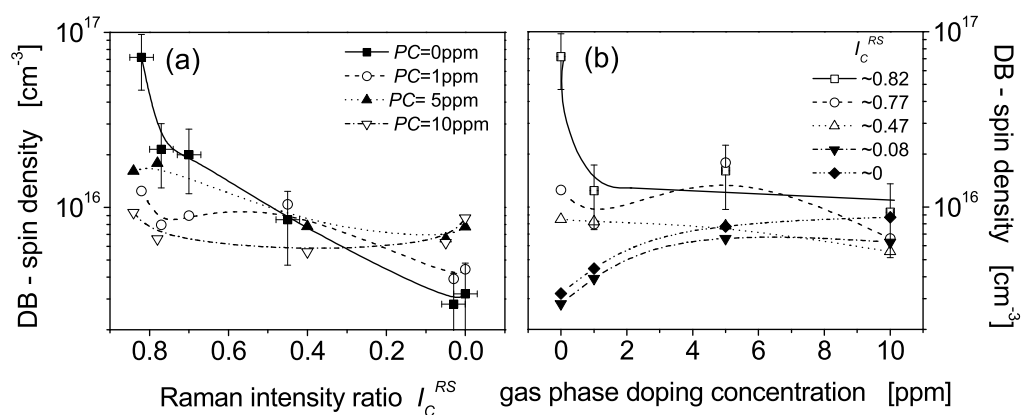 10^17
10^16
DB - spin density [cm^-3]
(a)
PC=0ppm
PC=1ppm
PC= 5ppm
PC=10ppm
0.8 0.6 0.4 0.2 0.0
Raman intensity ratio I_C^RS
(b)
I_C^RS
~0.82
~0.77
~0.47
~0.08
~0
0 2 4 6 8 10
gas phase doping concentration [ppm]
10^17
10^16
DB - spin density [cm^-3]